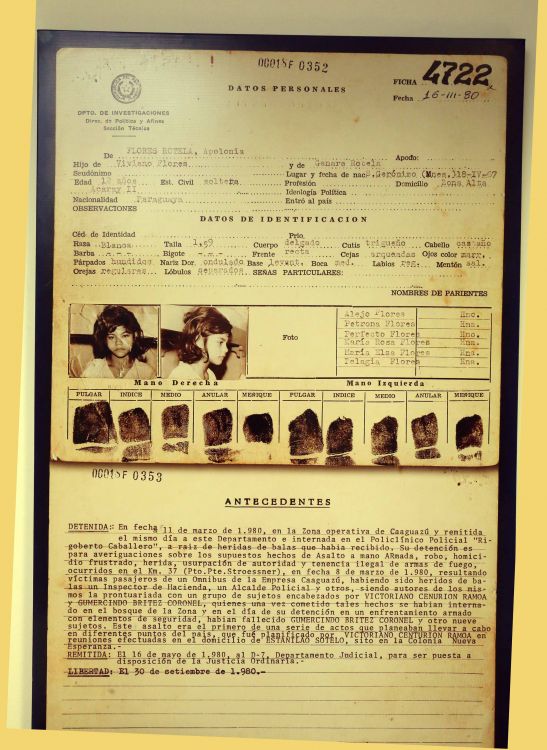 0001SF 0352
DATOS PERSONALES
FICHA 4722
Fecha 16-III-80
DPTO. DE INVESTIGACIONES
Direc. de Política y Afines
Sección Técnica
De FLORES ROTELA, Apolonia Apodo:
Hijo de Viviano Flores y de Genara Rotela
Seudónimo Lugar y fecha de nac S.Gerónimo (Mnes.)18-IV-67
Edad 12 años Est. Civil soltera Profesión Domicilio Zona Alta
Acaray II Ideología Política
Nacionalidad Paraguaya Entró al país
OBSERVACIONES
DATOS DE IDENTIFICACION
Céd. de Identidad Prio.
Raza Blanca Talla 1,59 Cuerpo delgado Cutis trigueño Cabello castaño
Barba Bigote Frente recta Cejas arqueadas Ojos color marr.
Párpados hundidos Nariz Dor. ondulado Base levant. Boca med. Labios reg. Mentón sal.
Orejas regulares Lóbulos separados SEÑAS PARTICULARES:
NOMBRES DE PARIENTES
Foto
Alejo Flores Hno.
Petrona Flores Hna.
Perfecto Flores Hno.
María Rosa Flores Hna.
María Elsa Flores Hna.
Pelagia Flores Hna.
Mano Derecha Mano Izquierda
PULGAR INDICE MEDIO ANULAR MEÑIQUE PULGAR INDICE MEDIO ANULAR MEÑIQUE
0001SF 0353
ANTECEDENTES
DETENIDA: En fecha 11 de marzo de 1.980, en la Zona operativa de Caaguazú y remitida
el mismo día a este Departamento e internada en el Policlínico Policial "Ri-
goberto Caballero", a raíz de heridas de balas que había recibido. Su detención es
para averiguaciones sobre los supuestos hechos de Asalto a mano ARmada, robo, homici-
dio frustrado, herida, usurpación de autoridad y tenencia ilegal de armas de fuego,
ocurridos en el Km. 37 (Pto.Pte.Stroessner), en fecha 8 de marzo de 1.980, resultando
víctimas pasajeros de un Omnibus de la Empresa Caaguazú, habiendo sido heridos de ba-
las un Inspector de Hacienda, un Alcalde Policial y otros, siendo autores de los mis-
mos la prontuariada con un grupo de sujetos encabezados por VICTORIANO CENTURION RAMOA
y GUMERCINDO BRITEZ CORONEL, quienes una vez cometido tales hechos se habían interna-
do en el bosque de la Zona y en el día de su detención en un enfrentamiento armado
con elementos de seguridad, habían fallecido GUMERCINDO BRITEZ CORONEL y otro nueve
sujetos. Este asalto era el primero de una serie de actos que planeaban llevar a cabo
en diferentes puntos del país, que fué planificado por VICTORIANO CENTURION RAMOA en
reuniones efectuadas en el domicilio de ESTANILAO SOTELO, sito en la Colonia Nueva
Esperanza.-
REMITIDA: El 16 de mayo de 1.980, al D-7, Departamento Judicial, para ser puesta a
disposición de la Justicia Ordinaria.-
LIBERTAD: El 30 de setiembre de 1.980.-